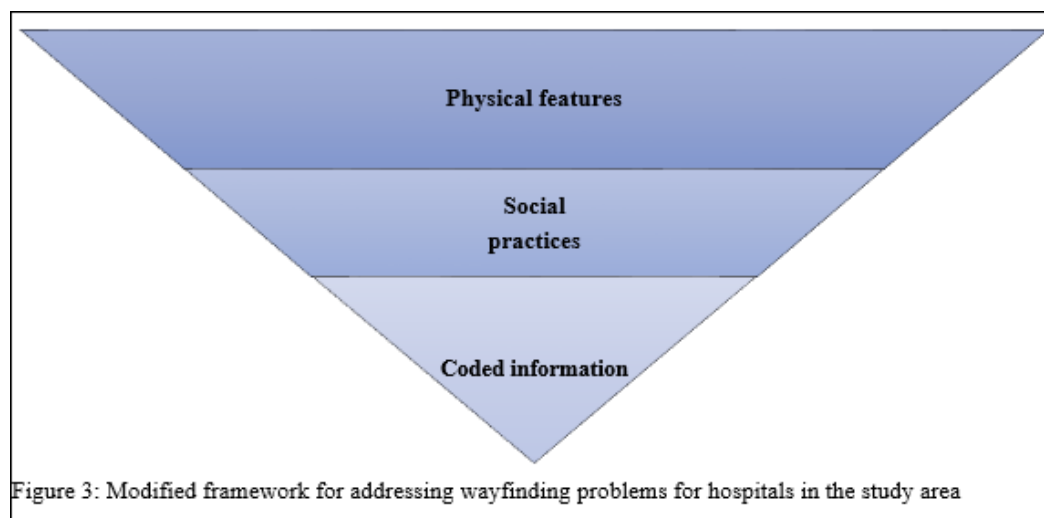 Physical features
Social
practices
Coded information
Figure 3: Modified framework for addressing wayfinding problems for hospitals in the study area